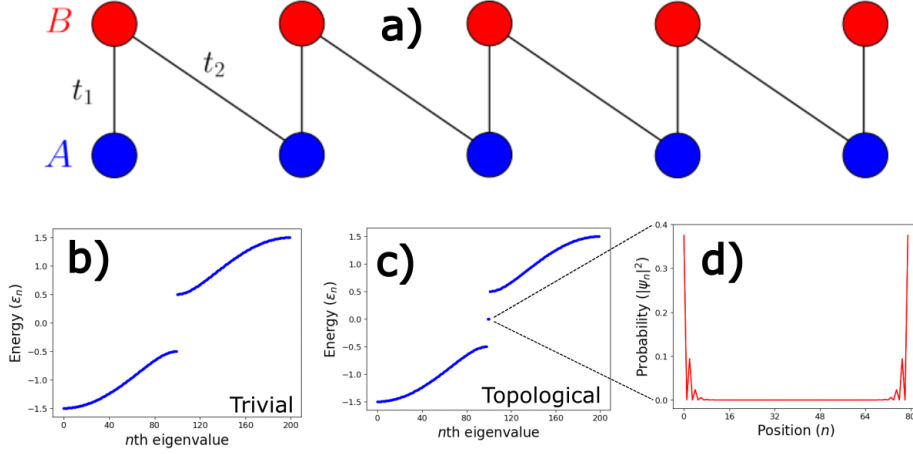 B
a)
t₁
t₂
A
b)
Energy (εₙ)
1.5
1.0
0.5
0.0
−0.5
−1.0
−1.5
0 40 80 120 160 200
nth eigenvalue
Trivial
c)
Energy (εₙ)
1.5
1.0
0.5
0.0
−0.5
−1.0
−1.5
0 40 80 120 160 200
nth eigenvalue
Topological
d)
Probability (|ψₙ|²)
0.4
0.3
0.2
0.1
0.0
0 16 32 48 64 80
Position (n)